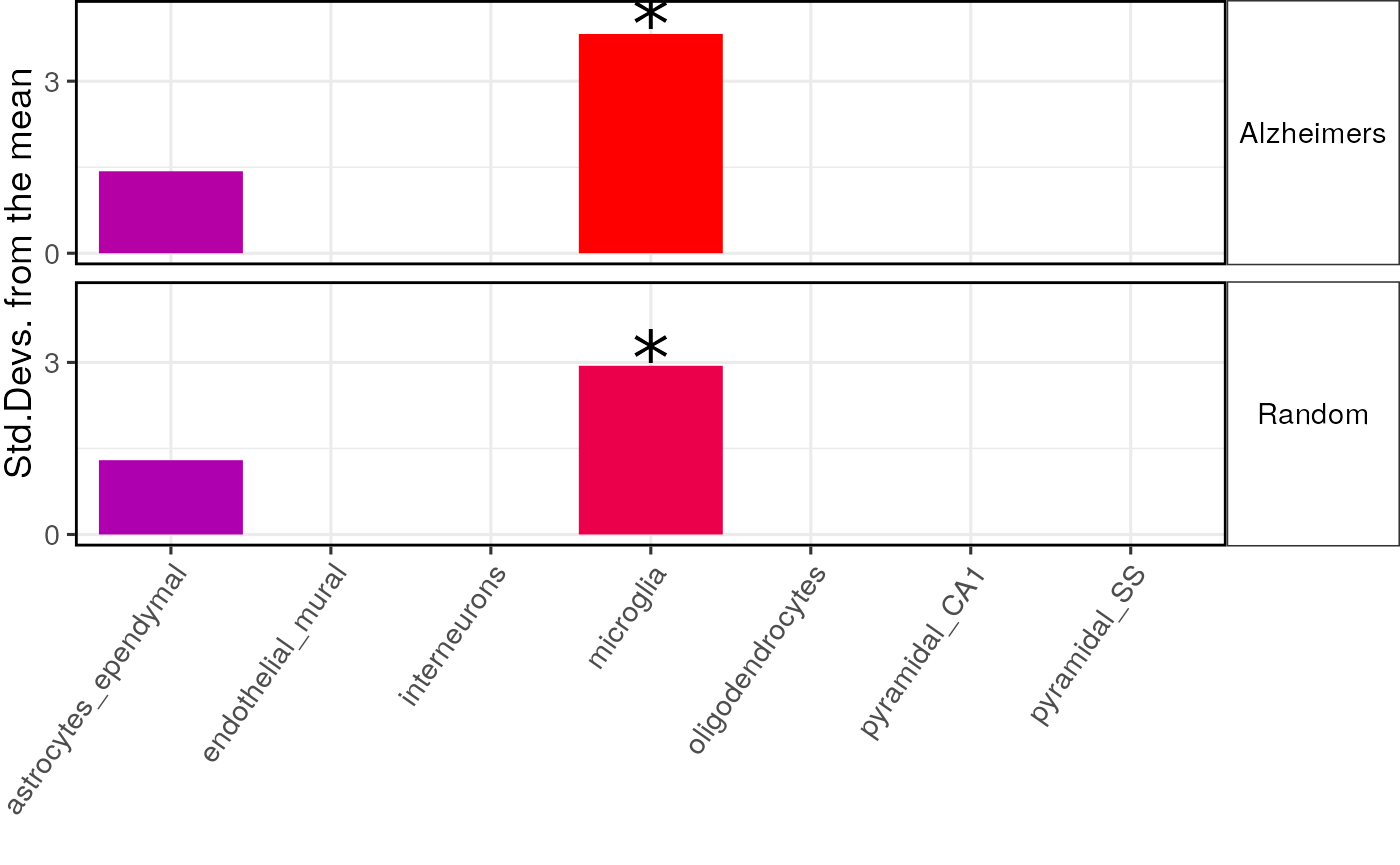 Std.Devs. from the mean
3
0
*
Alzheimers
3
0
*
Random
astrocytes_ependymal
endothelial_mural
interneurons
microglia
oligodendrocytes
pyramidal_CA1
pyramidal_SS